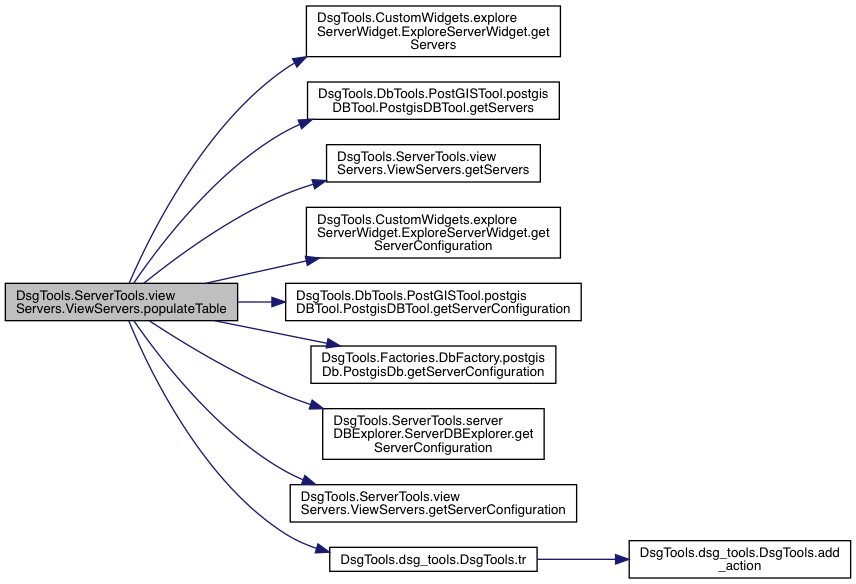 DsgTools.CustomWidgets.explore
ServerWidget.ExploreServerWidget.get
Servers
DsgTools.DbTools.PostGISTool.postgis
DBTool.PostgisDBTool.getServers
DsgTools.ServerTools.view
Servers.ViewServers.getServers
DsgTools.CustomWidgets.explore
ServerWidget.ExploreServerWidget.get
ServerConfiguration
DsgTools.ServerTools.view
Servers.ViewServers.populateTable
DsgTools.DbTools.PostGISTool.postgis
DBTool.PostgisDBTool.getServerConfiguration
DsgTools.Factories.DbFactory.postgis
Db.PostgisDb.getServerConfiguration
DsgTools.ServerTools.server
DBExplorer.ServerDBExplorer.get
ServerConfiguration
DsgTools.ServerTools.view
Servers.ViewServers.getServerConfiguration
DsgTools.dsg_tools.DsgTools.tr
DsgTools.dsg_tools.DsgTools.add
_action